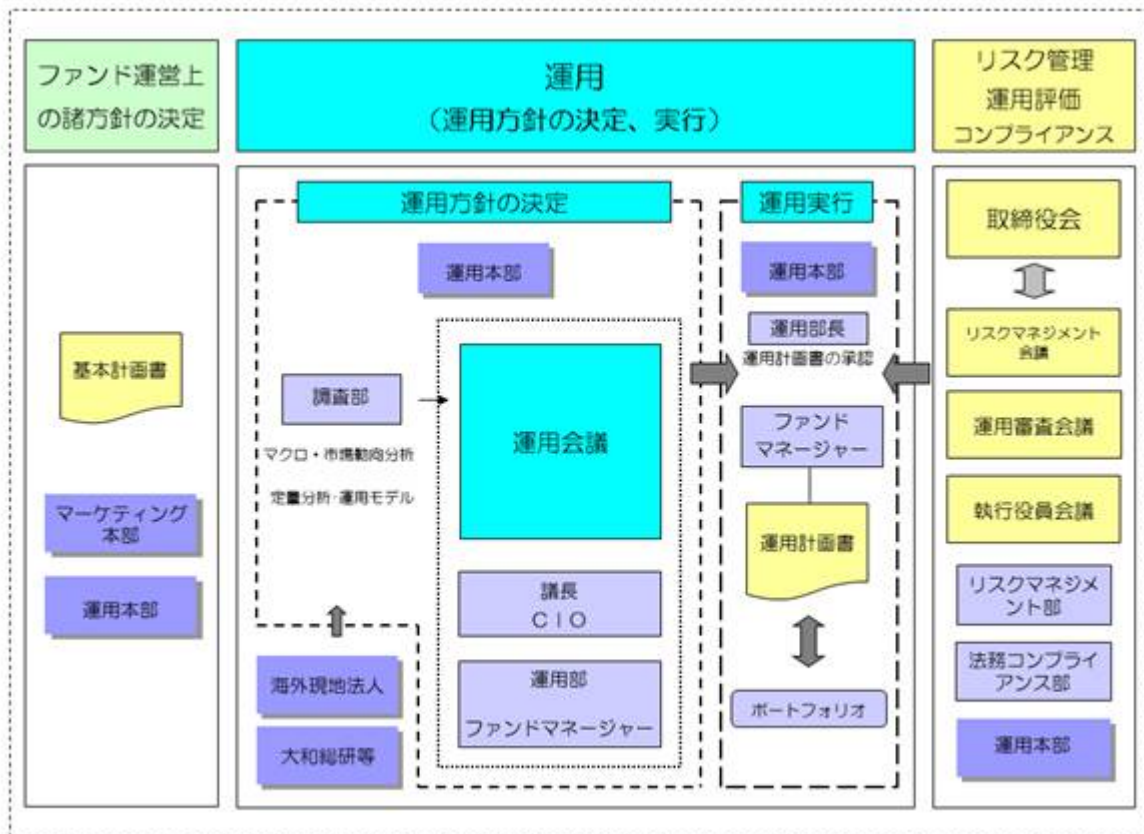 ファンド運営上
の諸方針の決定
運用
（運用方針の決定、実行）
リスク管理
運用評価
コンプライアンス
基本計画書
マーケティング
本部
運用本部
運用方針の決定
運用本部
調査部
マクロ・市場動向分析
定量分析・運用モデル
運用会議
議長
ＣＩＯ
運用部
ファンドマネージャー
海外現地法人
大和総研等
運用実行
運用本部
運用部長
運用計画書の承認
ファンド
マネージャー
運用計画書
ポートフォリオ
取締役会
リスクマネジメント
会議
運用審査会議
執行役員会議
リスクマネジメ
ント部
法務コンプライ
アンス部
運用本部